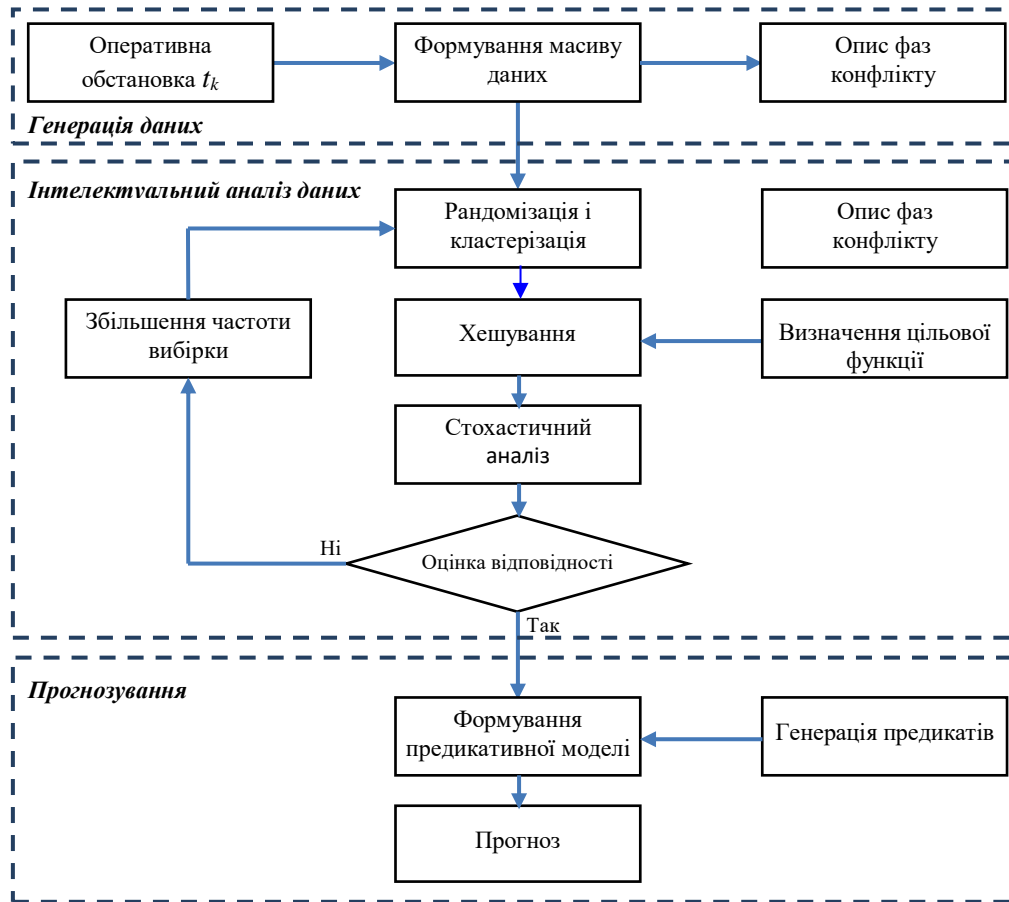 Оперативна
обстановка tk
Формування масиву
даних
Опис фаз
конфлікту
Генерація даних
Інтелектуальний аналіз даних
Рандомізація і
кластерізація
Опис фаз
конфлікту
Збільшення частоти
вибірки
Хешування
Визначення цільової
функції
Стохастичний
аналіз
Ні
Оцінка відповідності
Так
Прогнозування
Формування
предикативної моделі
Генерація предикатів
Прогноз